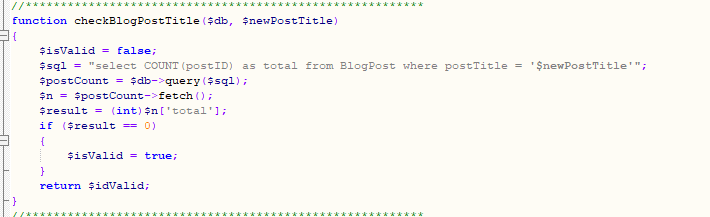 //*********************************************************
function checkBlogPostTitle($db, $newPostTitle)
{
$isValid = false;
$sql = "select COUNT(postID) as total from BlogPost where postTitle = '$newPostTitle'";
$postCount = $db->query($sql);
$n = $postCount->fetch();
$result = (int)$n['total'];
if ($result == 0)
{
$isValid = true;
}
return $idValid;
}
//*********************************************************